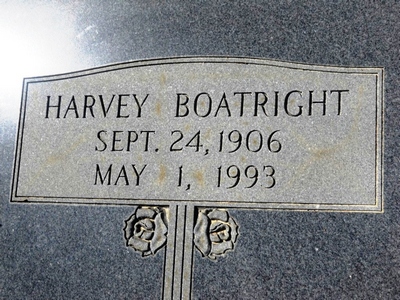 HARVEY BOATRIGHT
SEPT. 24, 1906
MAY 1, 1993